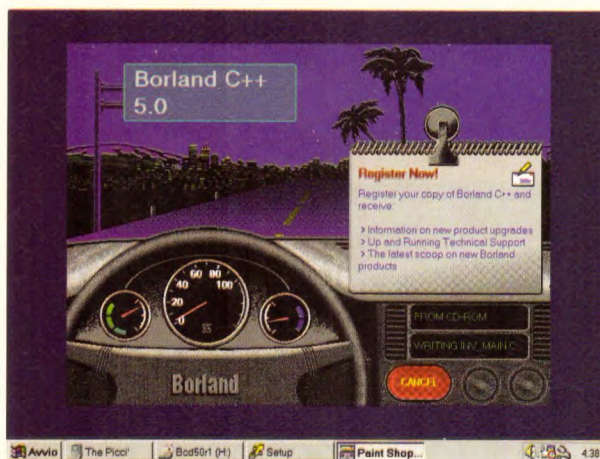 Borland C++
5.0
Register Now!
Register your copy of Borland C++ and
receive:
> Information on new product upgrades
> Up and Running Technical Support
> The latest scoop on new Borland
products
20
40
60
80
100
FROM CD-ROM
WRITING INV_MAIN.C
CANCEL
Borland
Avvio
The Picci'
Bcd50r1 (H:)
Setup
Paint Shop...
4.38